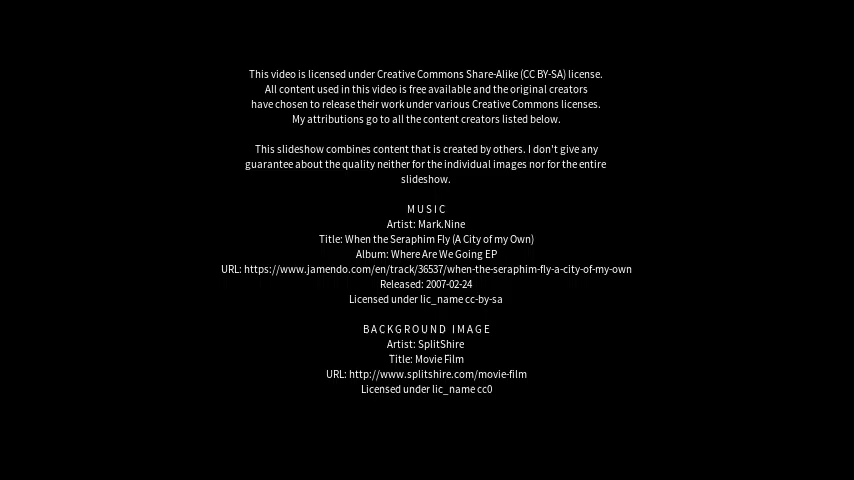 This video is licensed under Creative Commons Share-Alike (CC BY-SA) license.
All content used in this video is free available and the original creators
have chosen to release their work under various Creative Commons licenses.
My attributions go to all the content creators listed below.
This slideshow combines content that is created by others. I don't give any
guarantee about the quality neither for the individual images nor for the entire
slideshow.
MUSIC
Artist: Mark.Nine
Title: When the Seraphim Fly (A City of my Own)
Album: Where Are We Going EP
URL: https://www.jamendo.com/en/track/36537/when-the-seraphim-fly-a-city-of-my-own
Released: 2007-02-24
Licensed under lic_name cc-by-sa
BACKGROUND IMAGE
Artist: SplitShire
Title: Movie Film
URL: http://www.splitshire.com/movie-film
Licensed under lic_name cc0